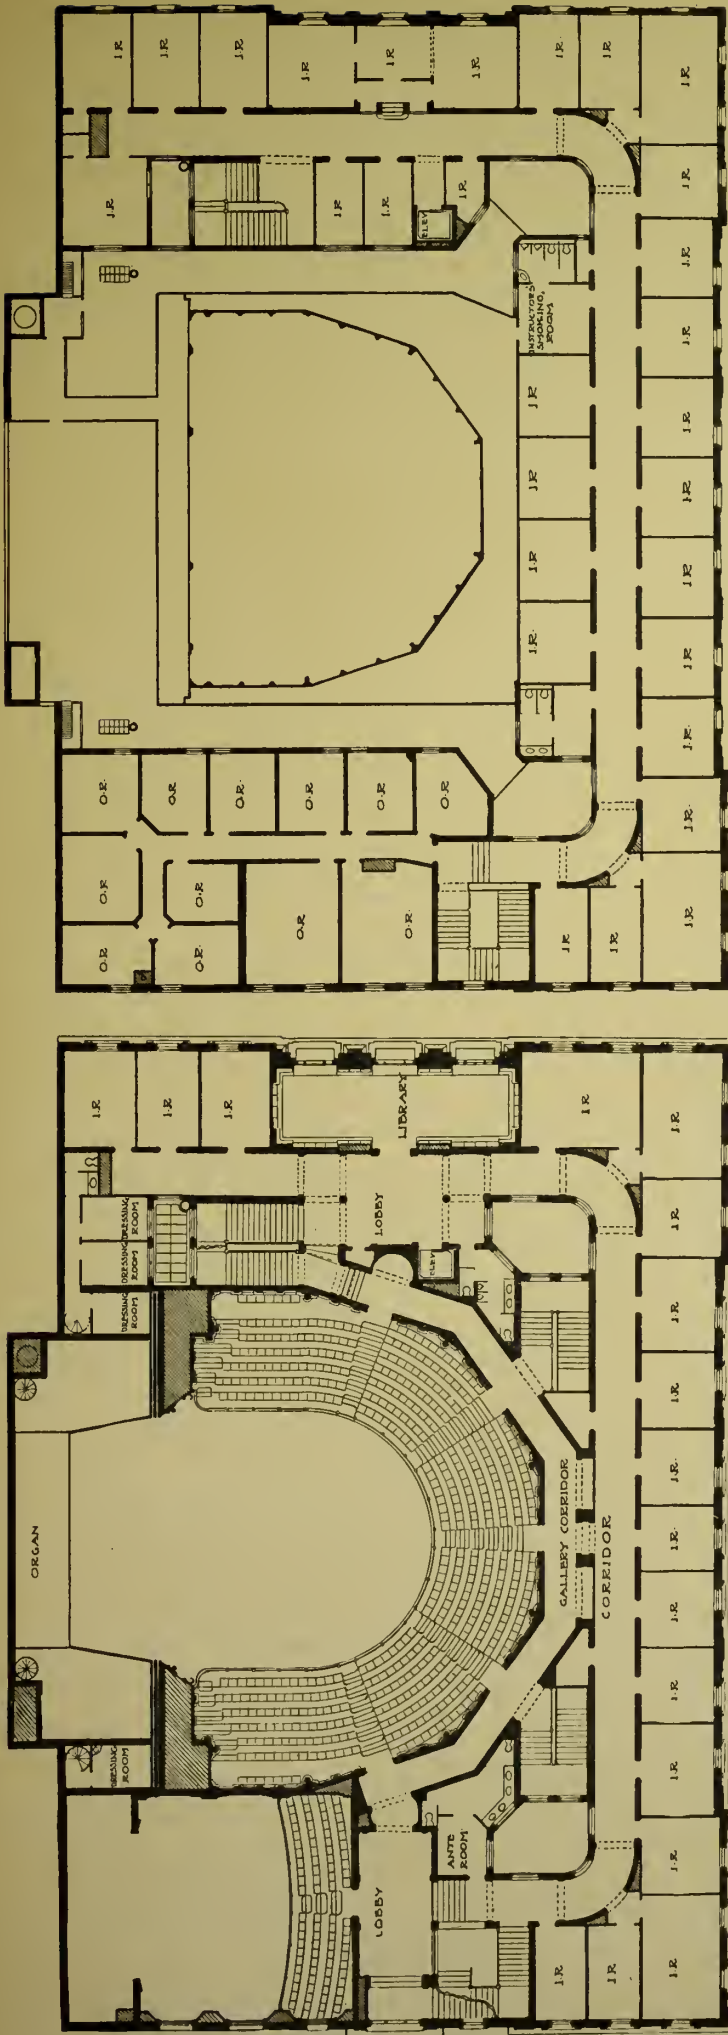 I.R
I.R
I.R
I.R
I.R
I.R
I.R.
I.R
I.R
I.R
I.R
I.R
I.R
I.R
ELEV
I.R
INSTRUCTORS'
SMOKING
ROOM
I.R
I.R
I.R
I.R
I.R
I.R
I.R
I.R.
I.R
I.R.
O.R.
O.R
O.R.
O.R
O.R
O.R
I.R.
O.R
O.R
O.R
O.R.
I.R
O.R
O.R.
I.R
I.R
I.R
I.R
I.R
LIBRARY
I.R
I.R
DRESSING
ROOM
DRESSING
ROOM
DRESSING
ROOM
LOBBY
ELEV
I.R
I.R
I.R
I.R.
ORGAN
GALLERY CORRIDOR
CORRIDOR
I.R.
I.R
I.R
DRESSING
ROOM
I.R
ANTE
ROOM
I.R
LOBBY
I.R
I.R
I.R